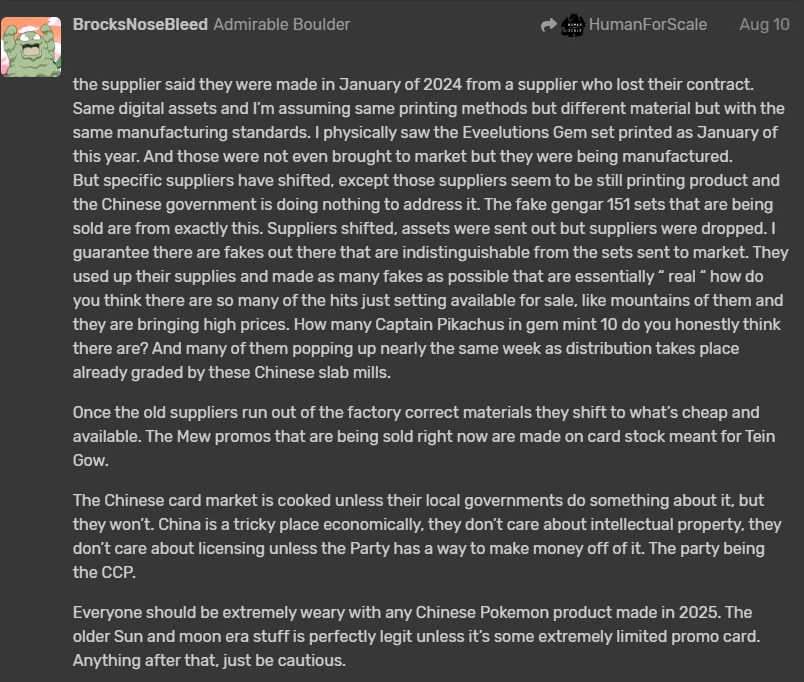 BrocksNoseBleed Admirable Boulder HumanForScale Aug 10
the supplier said they were made in January of 2024 from a supplier who lost their contract.
Same digital assets and I’m assuming same printing methods but different material but with the
same manufacturing standards. I physically saw the Eveelutions Gem set printed as January of
this year. And those were not even brought to market but they were being manufactured.
But specific suppliers have shifted, except those suppliers seem to be still printing product and
the Chinese government is doing nothing to address it. The fake gengar 151 sets that are being
sold are from exactly this. Suppliers shifted, assets were sent out but suppliers were dropped. I
guarantee there are fakes out there that are indistinguishable from the sets sent to market. They
used up their supplies and made as many fakes as possible that are essentially “ real “ how do
you think there are so many of the hits just setting available for sale, like mountains of them and
they are bringing high prices. How many Captain Pikachus in gem mint 10 do you honestly think
there are? And many of them popping up nearly the same week as distribution takes place
already graded by these Chinese slab mills.
Once the old suppliers run out of the factory correct materials they shift to what’s cheap and
available. The Mew promos that are being sold right now are made on card stock meant for Tein
Gow.
The Chinese card market is cooked unless their local governments do something about it, but
they won’t. China is a tricky place economically, they don’t care about intellectual property, they
don’t care about licensing unless the Party has a way to make money off of it. The party being
the CCP.
Everyone should be extremely weary with any Chinese Pokemon product made in 2025. The
older Sun and moon era stuff is perfectly legit unless it’s some extremely limited promo card.
Anything after that, just be cautious.